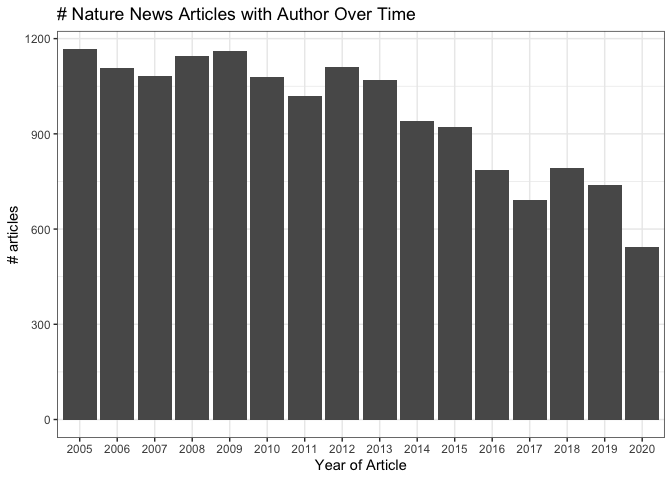 # Nature News Articles with Author Over Time
1200
900
600
300
0
# articles
2005 2006 2007 2008 2009 2010 2011 2012 2013 2014 2015 2016 2017 2018 2019 2020
Year of Article